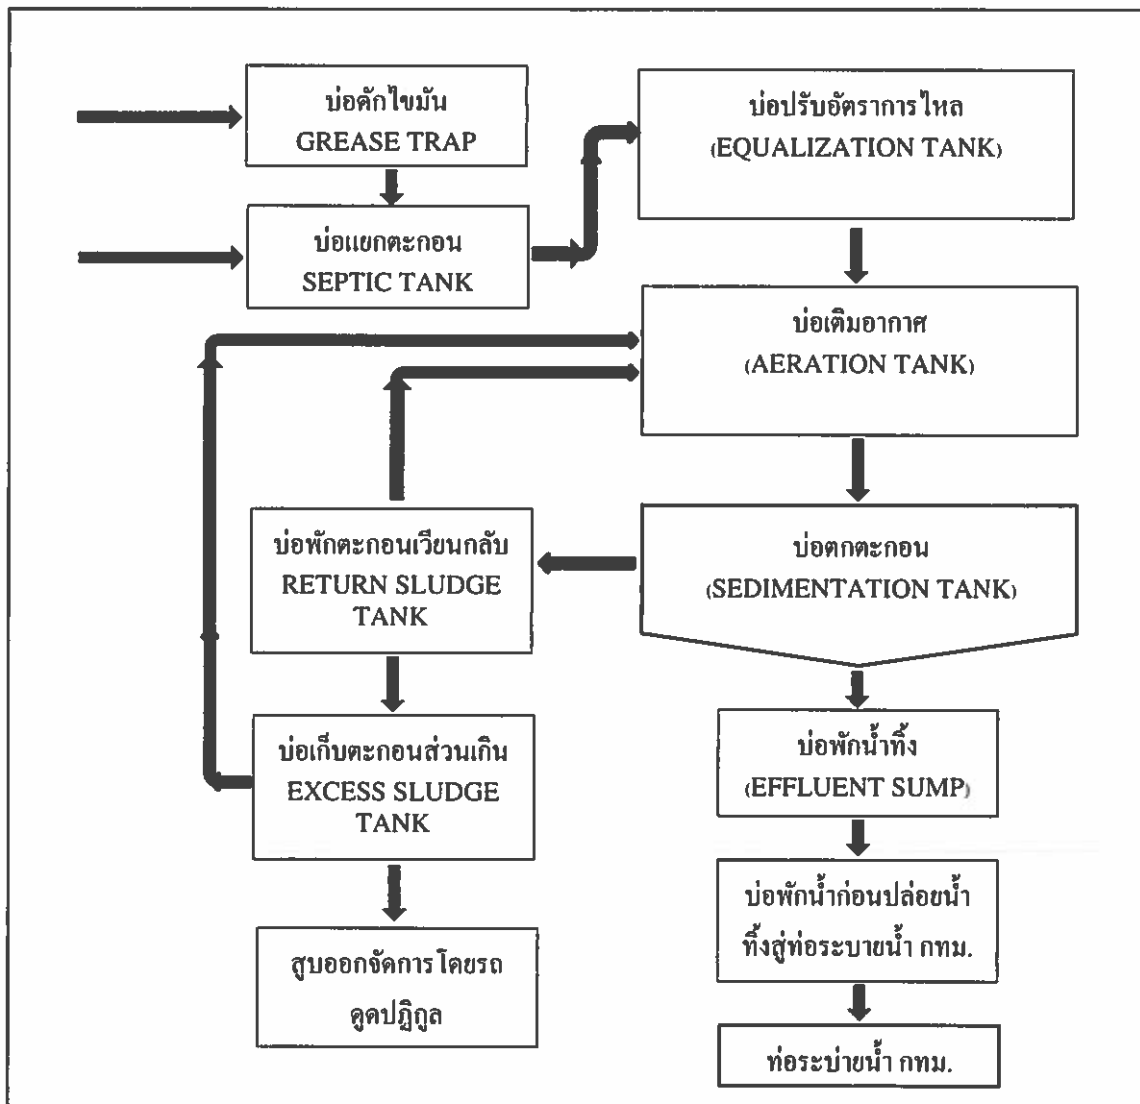 บ่อดักไขมัน
GREASE TRAP
บ่อปรับอัตราการไหล
(EQUALIZATION TANK)
บ่อแยกตะกอน
SEPTIC TANK
บ่อเติมอากาศ
(AERATION TANK)
บ่อพักตะกอนเวียนกลับ
RETURN SLUDGE
TANK
บ่อตกตะกอน
(SEDIMENTATION TANK)
บ่อเก็บตะกอนส่วนเกิน
EXCESS SLUDGE
TANK
บ่อพักน้ำทิ้ง
(EFFLUENT SUMP)
บ่อพักน้ำก่อนปล่อยน้ำ
ทิ้งสู่ท่อระบายน้ำ กทม.
สูบออกจัดการโดยรถ
ดูดปฏิกูล
ท่อระบ่ายน้ำ กทม.